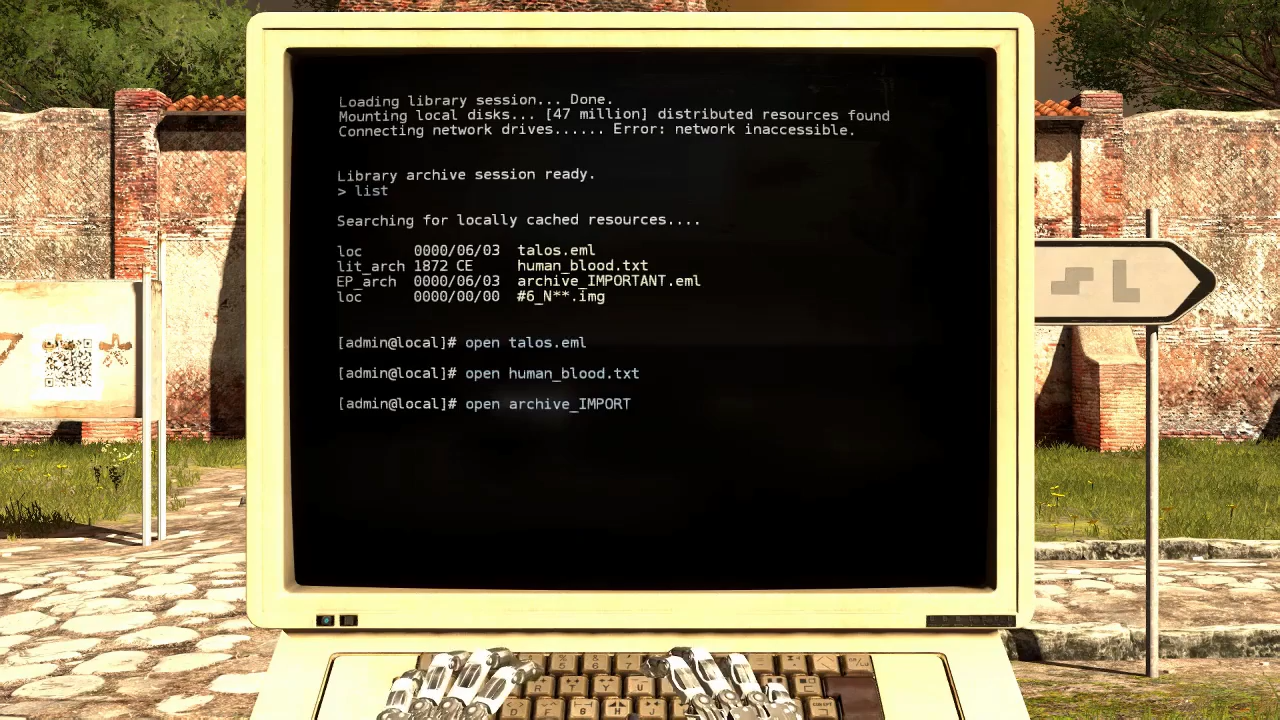 Loading library session... Done.
Mounting local disks... [47 million] distributed resources found
Connecting network drives...... Error: network inaccessible.
Library archive session ready.
> list
Searching for locally cached resources....
loc 0000/06/03 talos.eml
lit_arch 1872 CE human_blood.txt
EP_arch 0000/06/03 archive_IMPORTANT.eml
loc 0000/00/00 #6_N**.img
[admin@local]# open talos.eml
[admin@local]# open human_blood.txt
[admin@local]# open archive_IMPORT